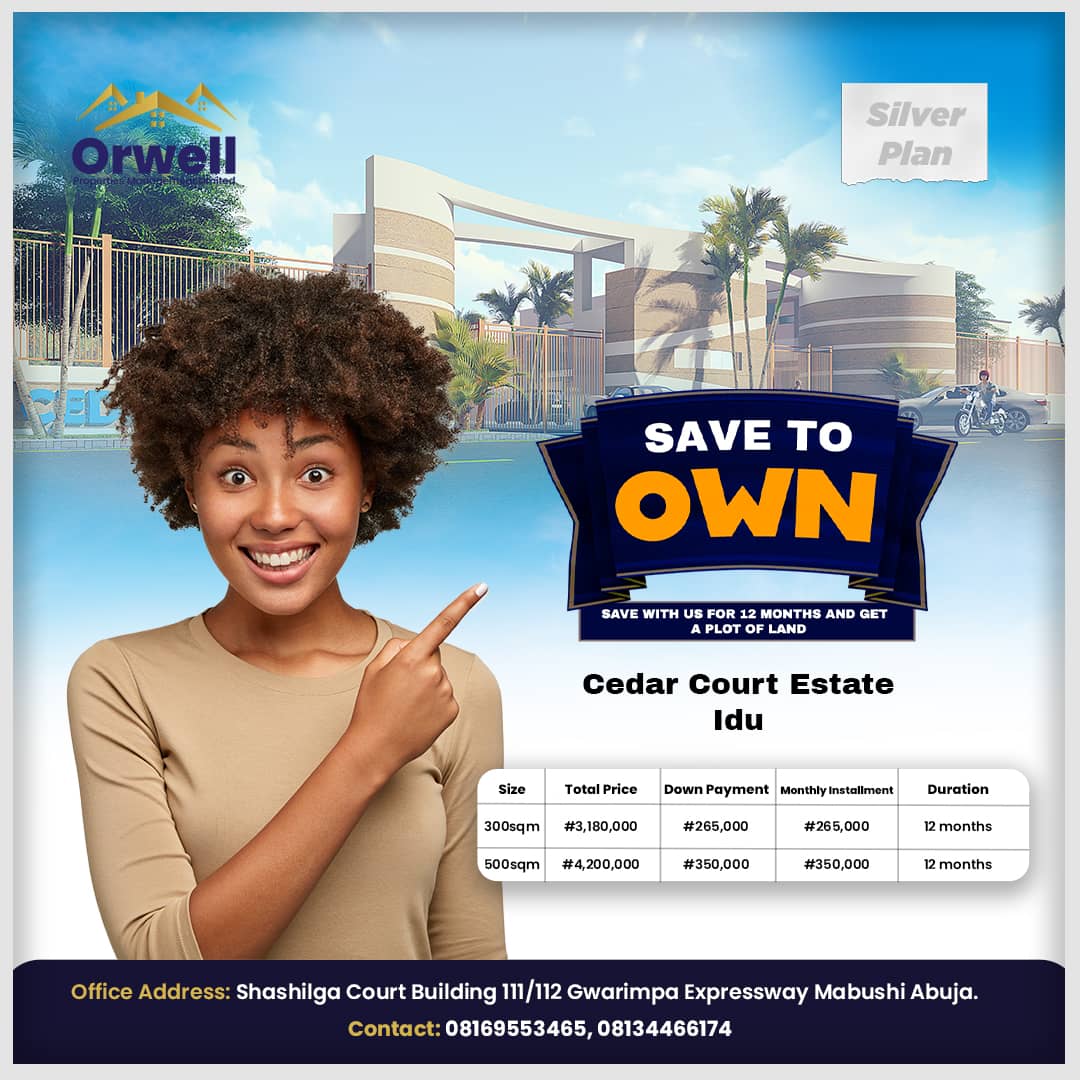 Orwell
Silver
Plan
CED
SAVE TO
OWN
SAVE WITH US FOR 12 MONTHS AND GET
A PLOT OF LAND
Cedar Court Estate
Idu
Size Total Price Down Payment Monthly Installment Duration
300sqm #3,180,000 #265,000 #265,000 12 months
500sqm #4,200,000 #350,000 #350,000 12 months
Office Address: Shashilga Court Building 111/112 Gwarimpa Expressway Mabushi Abuja.
Contact: 08169553465, 08134466174